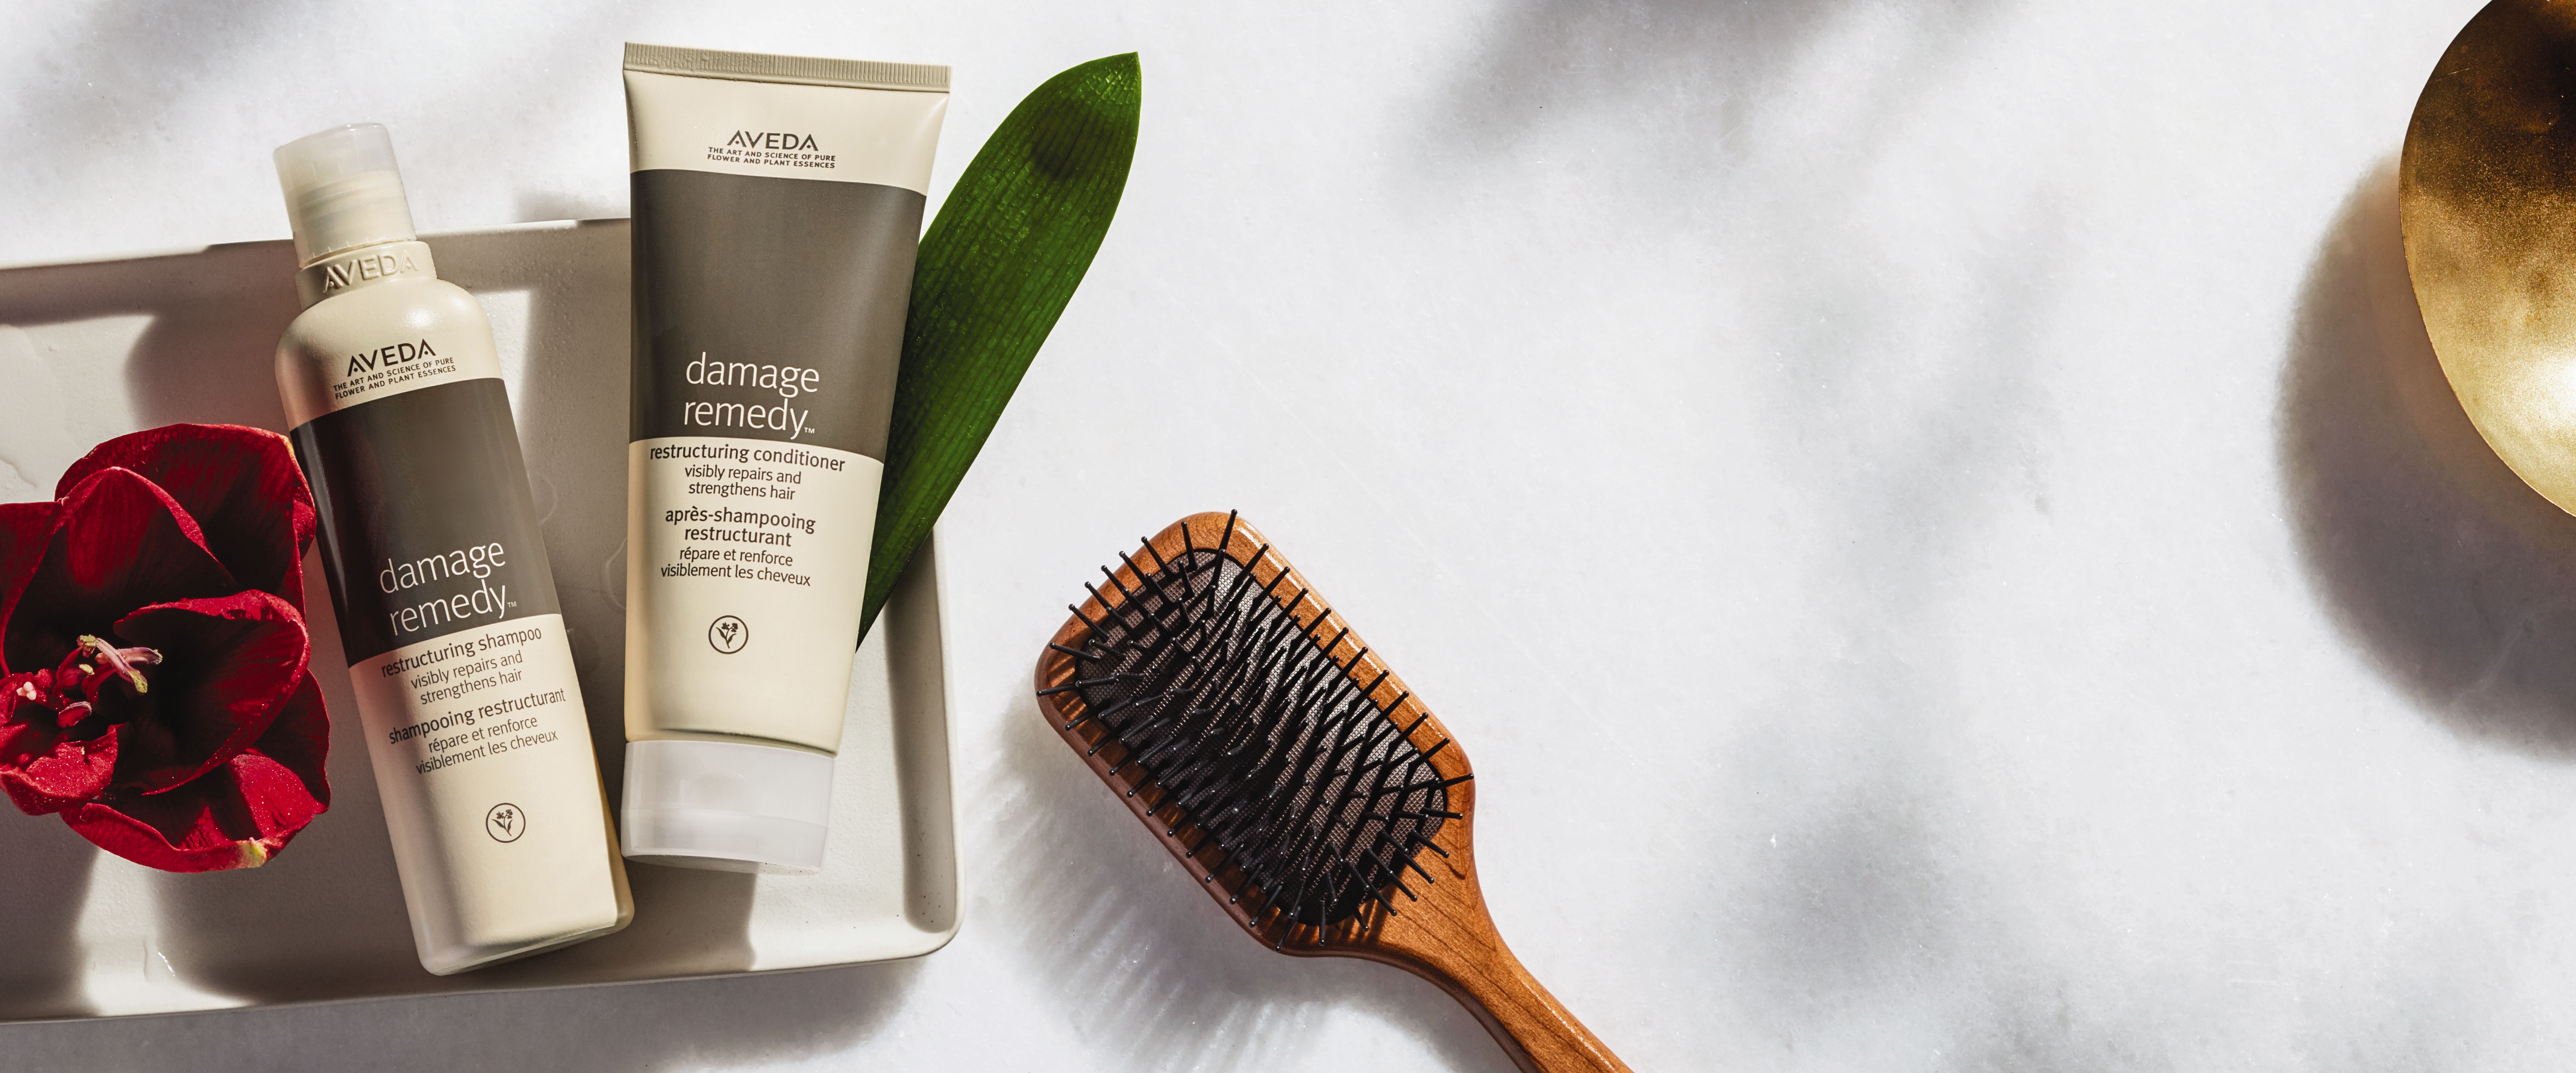 AVEDA
AVEDA
THE ART AND SCIENCE OF PURE
FLOWER AND PLANT ESSENCES
damage
remedy™
restructuring shampoo
visibly repairs and
strengthens hair
shampooing restructurant
répare et renforce
visiblement les cheveux
AVEDA
THE ART AND SCIENCE OF PURE
FLOWER AND PLANT ESSENCES
damage
remedy™
restructuring conditioner
visibly repairs and
strengthens hair
après-shampooing
restructurant
répare et renforce
visiblement les cheveux